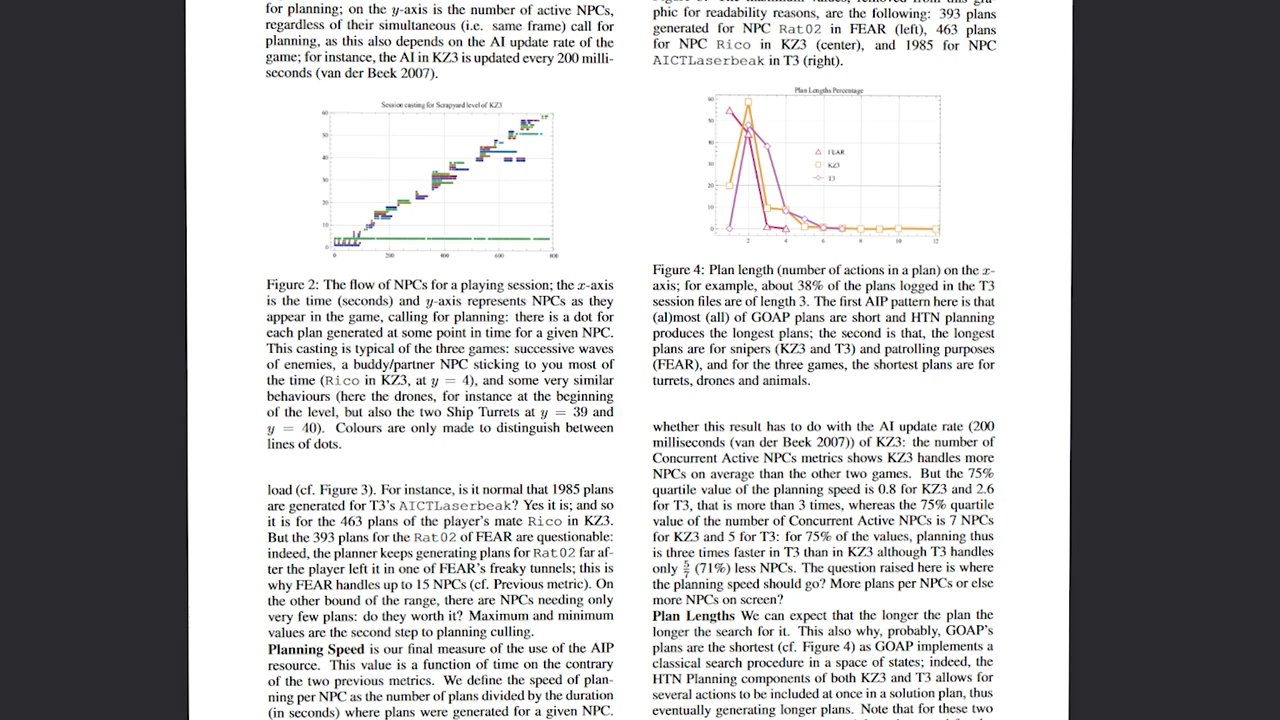 for planning; on the y-axis is the number of active NPCs,
regardless of their simultaneous (i.e. same frame) call for
planning, as this also depends on the AI update rate of the
game; for instance, the AI in KZ3 is updated every 200 milli-
seconds (van der Beek 2007).
Session casting for Scrapyard level of KZ3
60
50
40
30
20
10
0
0 200 400 600 800
Figure 2: The flow of NPCs for a playing session; the x-axis
is the time (seconds) and y-axis represents NPCs as they
appear in the game, calling for planning: there is a dot for
each plan generated at some point in time for a given NPC.
This casting is typical of the three games: successive waves
of enemies, a buddy/partner NPC sticking to you most of
the time (Rico in KZ3, at y = 4), and some very similar
behaviours (here the drones, for instance at the beginning
of the level, but also the two Ship Turrets at y = 39 and
y = 40). Colours are only made to distinguish between
lines of dots.
load (cf. Figure 3). For instance, is it normal that 1985 plans
are generated for T3's AICTLaserbeak? Yes it is; and so
it is for the 463 plans of the player's mate Rico in KZ3.
But the 393 plans for the Rat02 of FEAR are questionable:
indeed, the planner keeps generating plans for Rat02 far af-
ter the player left it in one of FEAR's freaky tunnels; this is
why FEAR handles up to 15 NPCs (cf. Previous metric). On
the other bound of the range, there are NPCs needing only
very few plans: do they worth it? Maximum and minimum
values are the second step to planning culling.
Planning Speed is our final measure of the use of the AIP
resource. This value is a function of time on the contrary
of the two previous metrics. We define the speed of plan-
ning per NPC as the number of plans divided by the duration
(in seconds) where plans were generated for a given NPC.
phic for readability reasons, are the following: 393 plans
generated for NPC Rat02 in FEAR (left), 463 plans
for NPC Rico in KZ3 (center), and 1985 for NPC
AICTLaserbeak in T3 (right).
Plan Lengths Percentage
60
50
40
30
20
10
0
FEAR
KZ3
T3
2 4 6 8 10 12
Figure 4: Plan length (number of actions in a plan) on the x-
axis; for example, about 38% of the plans logged in the T3
session files are of length 3. The first AIP pattern here is that
(al)most (all) of GOAP plans are short and HTN planning
produces the longest plans; the second is that, the longest
plans are for snipers (KZ3 and T3) and patrolling purposes
(FEAR), and for the three games, the shortest plans are for
turrets, drones and animals.
whether this result has to do with the AI update rate (200
milliseconds (van der Beek 2007)) of KZ3: the number of
Concurrent Active NPCs metrics shows KZ3 handles more
NPCs on average than the other two games. But the 75%
quartile value of the planning speed is 0.8 for KZ3 and 2.6
for T3, that is more than 3 times, whereas the 75% quartile
value of the number of Concurrent Active NPCs is 7 NPCs
for KZ3 and 5 for T3: for 75% of the values, planning thus
is three times faster in T3 than in KZ3 although T3 handles
only 5/7 (71%) less NPCs. The question raised here is where
the planning speed should go? More plans per NPCs or else
more NPCs on screen?
Plan Lengths We can expect that the longer the plan the
longer the search for it. This also why, probably, GOAP's
plans are the shortest (cf. Figure 4) as GOAP implements a
classical search procedure in a space of states; indeed, the
HTN Planning components of both KZ3 and T3 allows for
several actions to be included at once in a solution plan, thus
eventually generating longer plans. Note that for these two